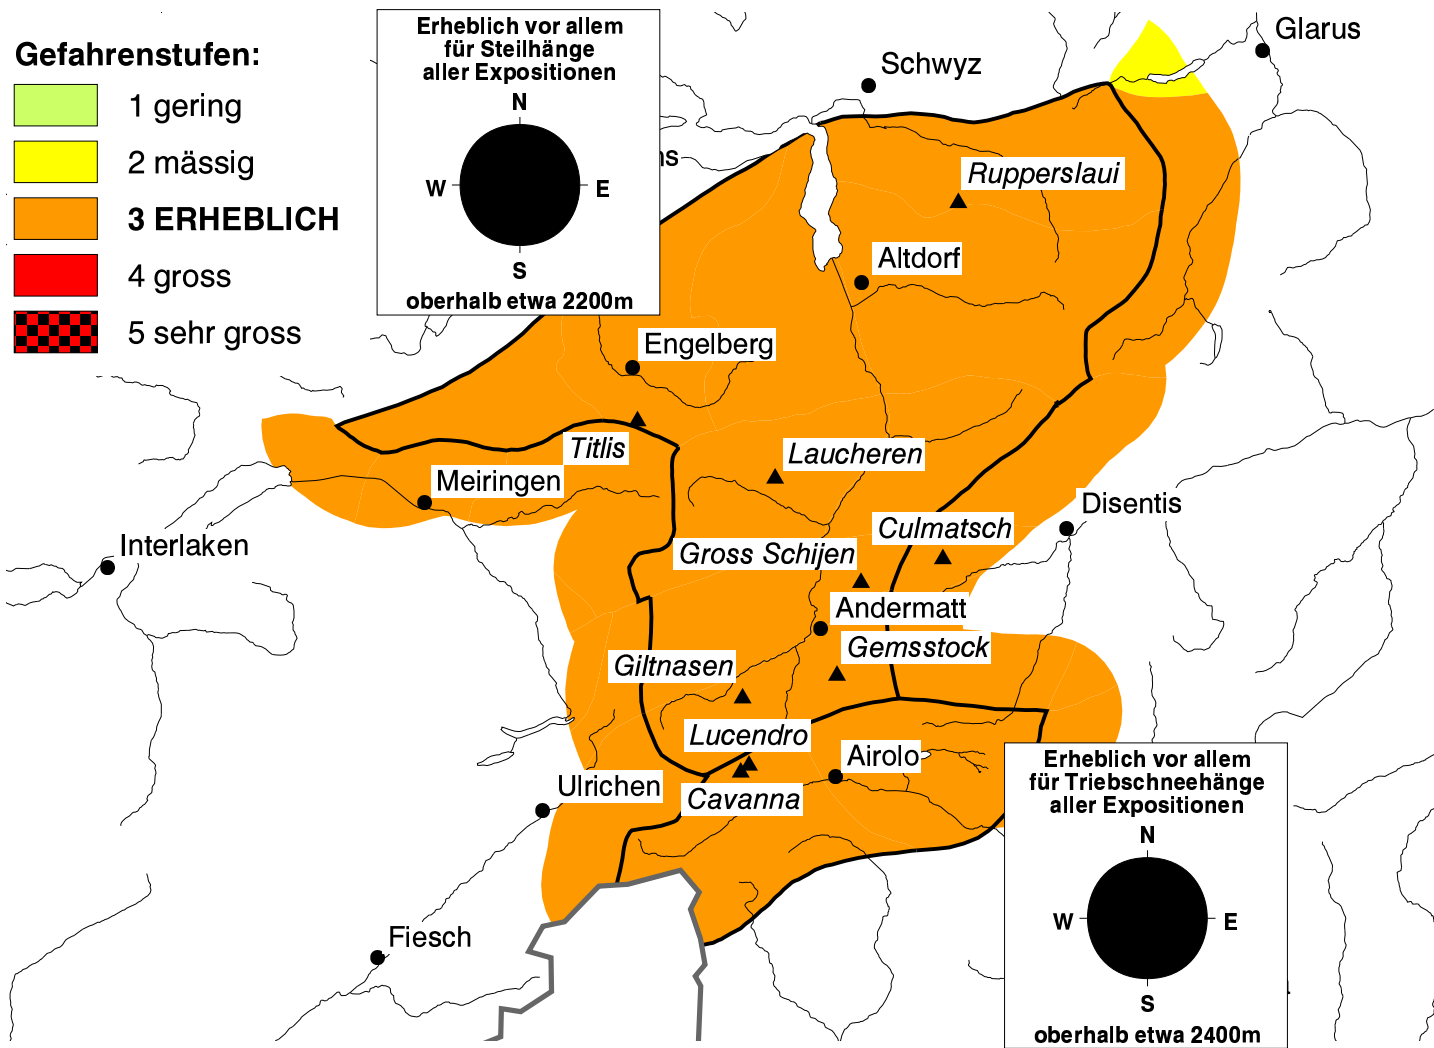 Gefahrenstufen:
1 gering
2 mässig
3 ERHEBLICH
4 gross
5 sehr gross
Erheblich vor allem
für Steilhänge
aller Expositionen
N
W
E
S
oberhalb etwa 2200m
ns
Glarus
Schwyz
Rupperslaui
Altdorf
Engelberg
Titlis
Laucheren
Meiringen
Disentis
Culmatsch
Interlaken
Gross Schijen
Andermatt
Gemsstock
Giltnasen
Lucendro
Airolo
Ulrichen
Cavanna
Fiesch
Erheblich vor allem
für Triebschneehänge
aller Expositionen
N
W
E
S
oberhalb etwa 2400m